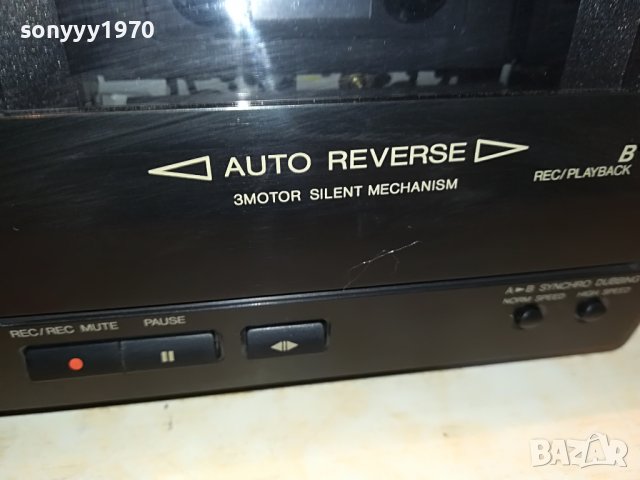 sonyyy1970
AUTO REVERSE
3MOTOR SILENT MECHANISM
B
REC/PLAYBACK
A►B SYNCHRO DUBBING
NORM SPEED HIGH SPEED
REC/REC MUTE PAUSE
BAZAR